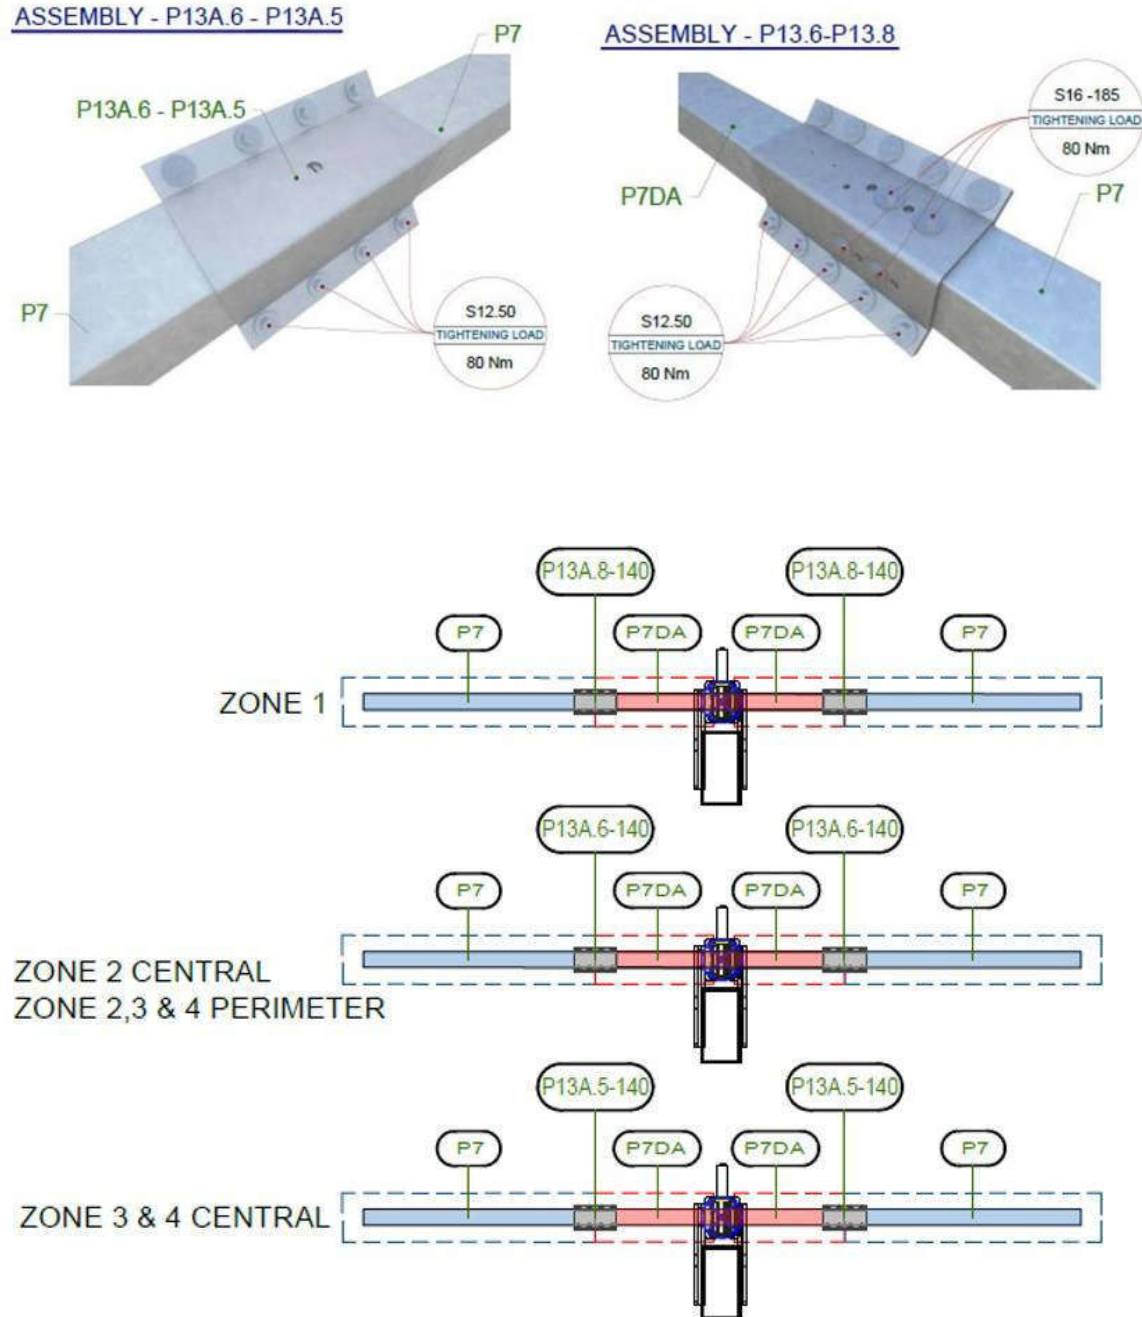 ASSEMBLY - P13A.6 - P13A.5
P7
P13A.6 - P13A.5
P7
S12.50
TIGHTENING LOAD
80 Nm
ASSEMBLY - P13.6-P13.8
S16 -185
TIGHTENING LOAD
80 Nm
P7DA
P7
S12.50
TIGHTENING LOAD
80 Nm
P13A.8-140
P13A.8-140
P7
P7DA
P7DA
P7
ZONE 1
P13A.6-140
P13A.6-140
P7
P7DA
P7DA
P7
ZONE 2 CENTRAL
ZONE 2,3 & 4 PERIMETER
P13A.5-140
P13A.5-140
P7
P7DA
P7DA
P7
ZONE 3 & 4 CENTRAL